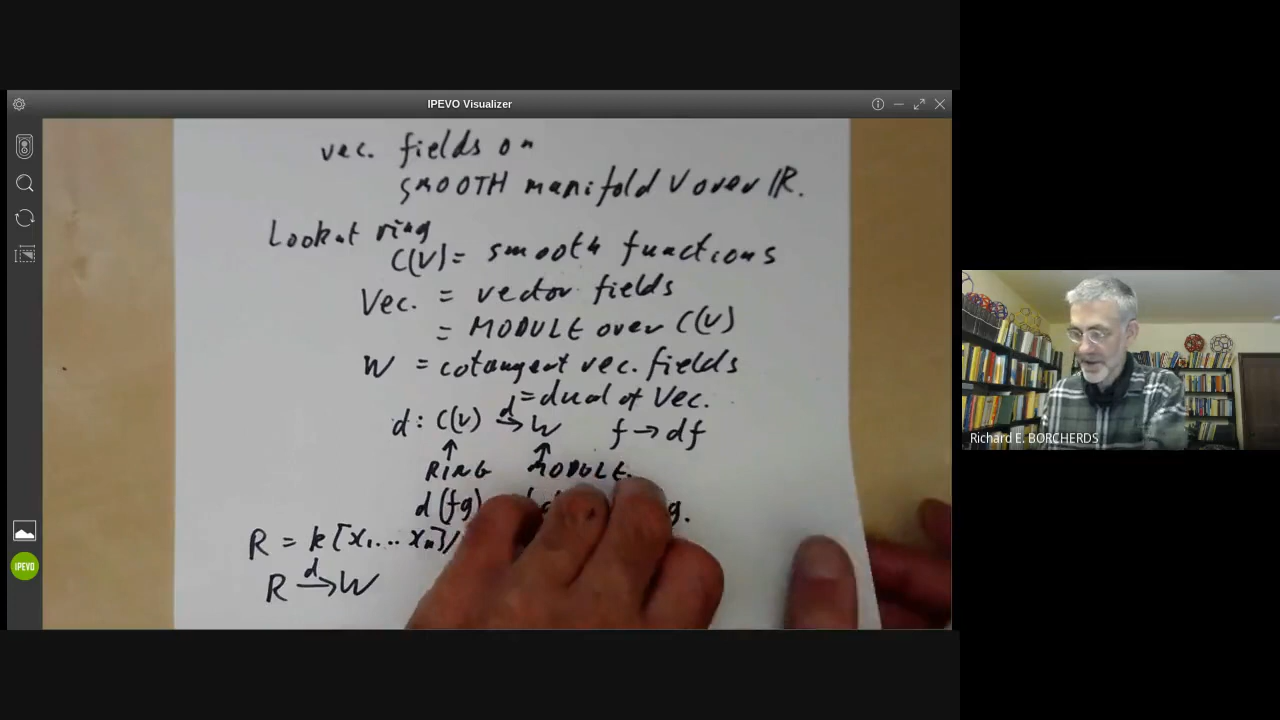 IPEVO Visualizer
vec. fields on
SMOOTH manifold V over ℝ.
Look at ring
C(V) = smooth functions
Vec. = vector fields
= MODULE over C(V)
W = cotangent vec. fields
= dual of Vec.
d : C(V) d→ W f → df
↑ ↑
RING MODULE.
d(fg) g.
R = k[x₁...xₙ]/
R d→ W
Richard E. BORCHERDS
IPEVO